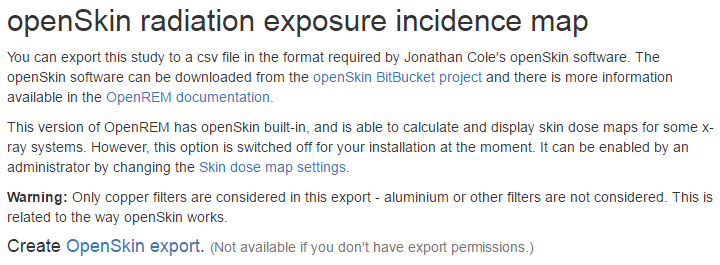 openSkin radiation exposure incidence map
You can export this study to a csv file in the format required by Jonathan Cole's openSkin software. The
openSkin software can be downloaded from the openSkin BitBucket project and there is more information
available in the OpenREM documentation.
This version of OpenREM has openSkin built-in, and is able to calculate and display skin dose maps for some x-
ray systems. However, this option is switched off for your installation at the moment. It can be enabled by an
administrator by changing the Skin dose map settings.
Warning: Only copper filters are considered in this export - aluminium or other filters are not considered. This is
related to the way openSkin works.
Create OpenSkin export. (Not available if you don't have export permissions.)